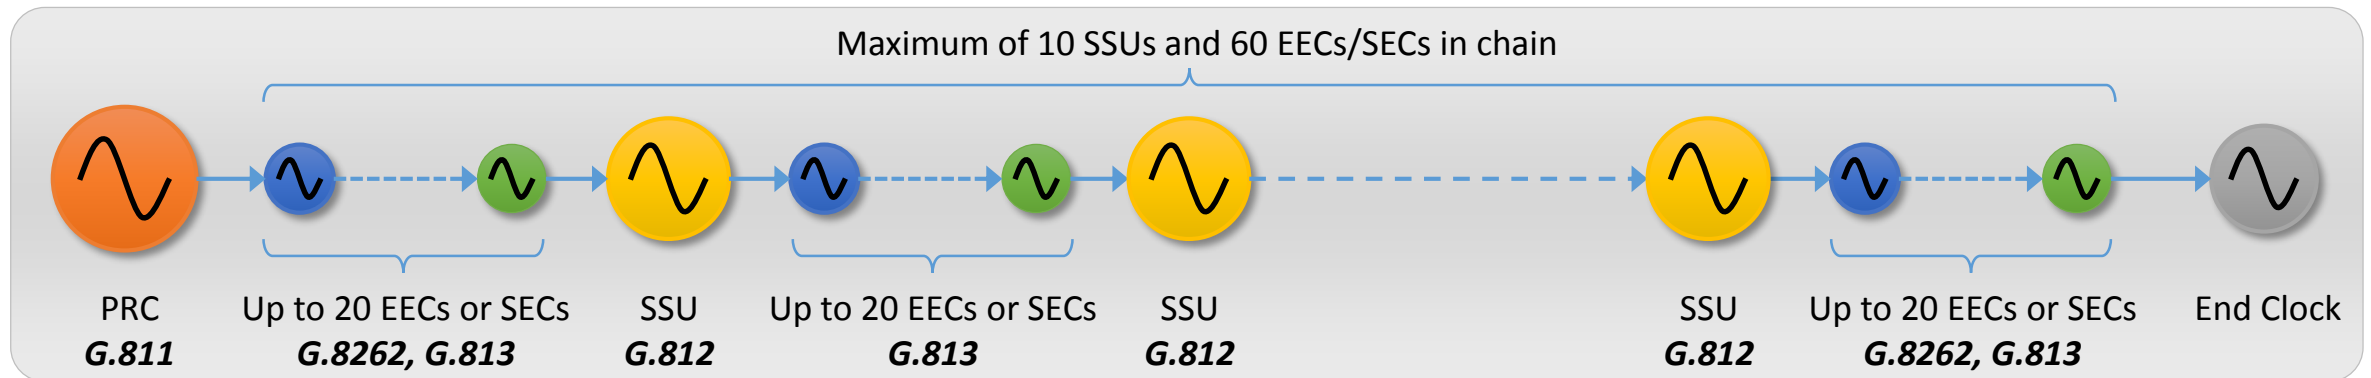 Maximum of 10 SSUs and 60 EECs/SECs in chain
PRC
G.811
Up to 20 EECs or SECs
G.8262, G.813
SSU
G.812
Up to 20 EECs or SECs
G.813
SSU
G.812
SSU
G.812
Up to 20 EECs or SECs
G.8262, G.813
End Clock